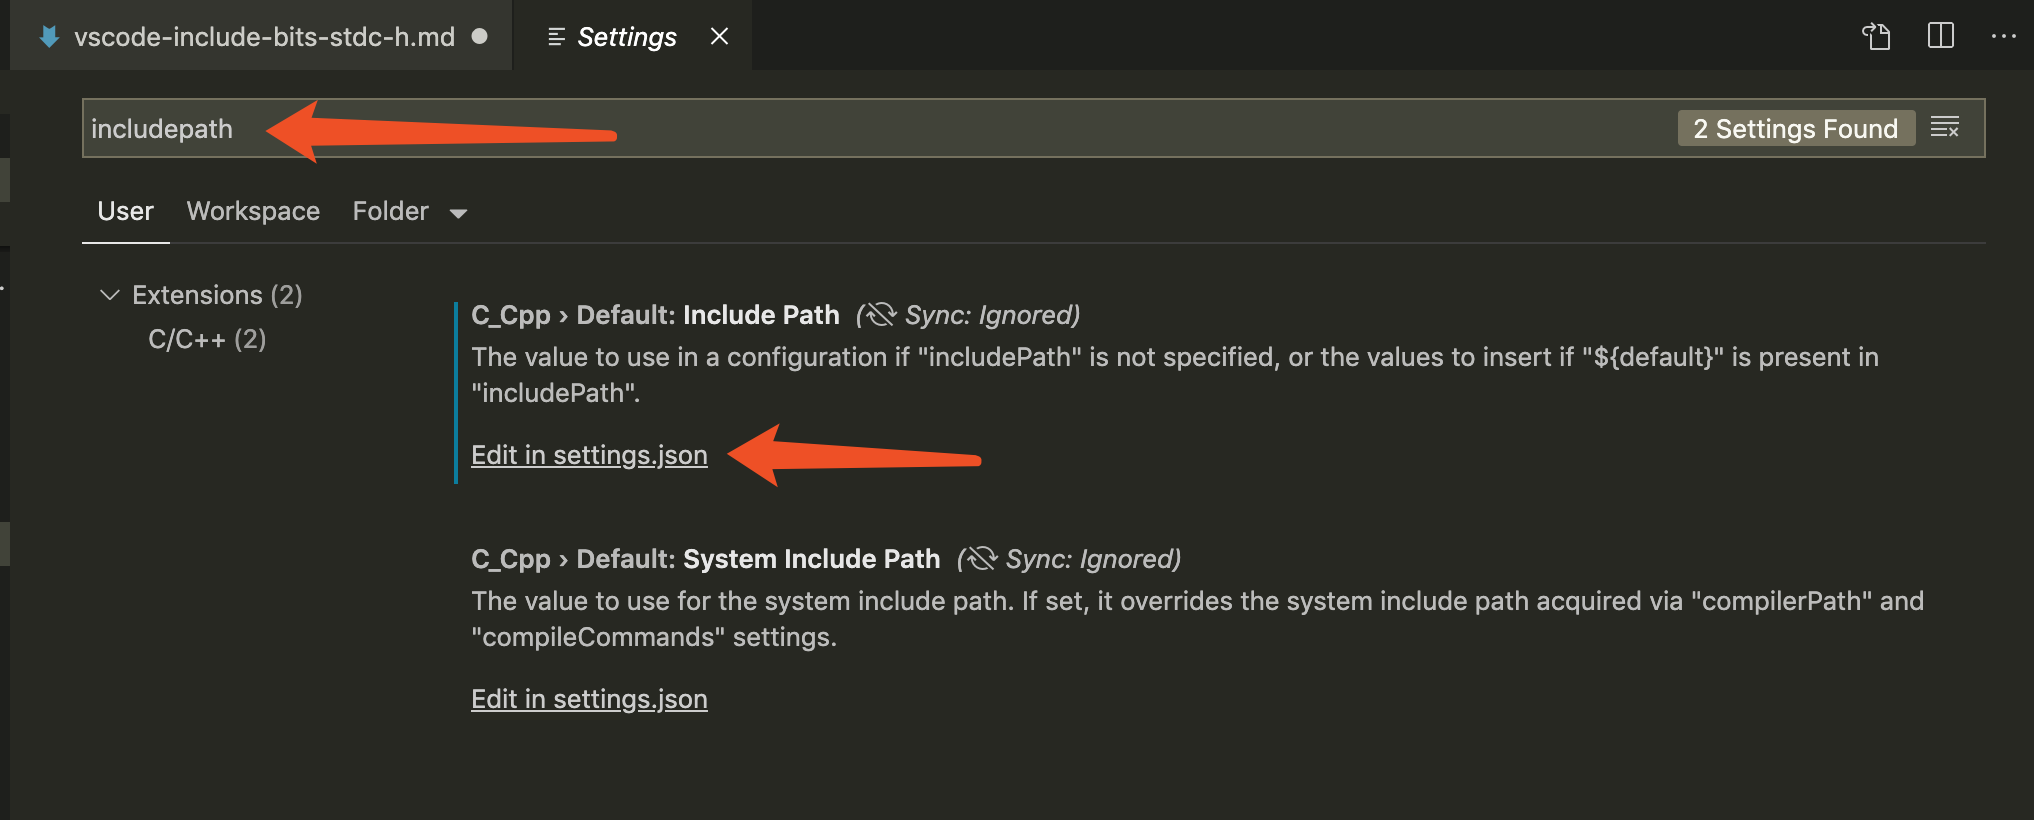 vscode-include-bits-stdc-h.md
Settings
includepath
2 Settings Found
User
Workspace
Folder
Extensions (2)
C/C++ (2)
C_Cpp › Default: Include Path (Sync: Ignored)
The value to use in a configuration if "includePath" is not specified, or the values to insert if "${default}" is present in
"includePath".
Edit in settings.json
C_Cpp › Default: System Include Path (Sync: Ignored)
The value to use for the system include path. If set, it overrides the system include path acquired via "compilerPath" and
"compileCommands" settings.
Edit in settings.json